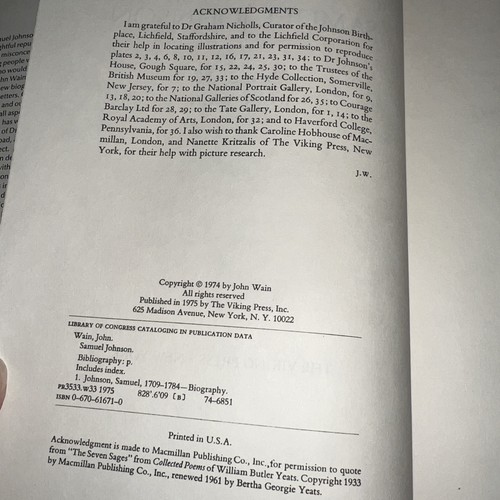 ACKNOWLEDGMENTS
I am grateful to Dr Graham Nicholls, Curator of the Johnson Birth-
place, Lichfield, Staffordshire, and to the Lichfield Corporation for
their help in locating illustrations and for permission to reproduce
plates 2, 3, 4, 6, 8, 10, 11, 12, 16, 17, 21, 23, 31, 34; to Dr Johnson's
House, Gough Square, for 15, 22, 24, 25, 30; to the Trustees of the
British Museum for 19, 27, 33; to the Hyde Collection, Somerville,
New Jersey, for 7; to the National Portrait Gallery, London, for 9,
13, 18, 20; to the National Galleries of Scotland for 26, 35; to Courage
Barclay Ltd for 28, 29; to the Tate Gallery, London, for 1, 14; to the
Royal Academy of Arts, London, for 32; and to Haverford College,
Pennsylvania, for 36. I also wish to thank Caroline Hobhouse of Mac-
millan, London, and Nanette Kritzalis of The Viking Press, New
York, for their help with picture research.
J.W.
Copyright © 1974 by John Wain
All rights reserved
Published in 1975 by The Viking Press, Inc.
625 Madison Avenue, New York, N. Y. 10022
LIBRARY OF CONGRESS CATALOGING IN PUBLICATION DATA
Wain, John.
Samuel Johnson.
Bibliography: p.
Includes index.
1. Johnson, Samuel, 1709-1784—Biography.
PR3533.W33 1975 828'.6'09 [B] 74-6851
ISBN 0-670-61671-0
Printed in U.S.A.
Acknowledgment is made to Macmillan Publishing Co., Inc., for permission to quote
from "The Seven Sages" from Collected Poems of William Butler Yeats. Copyright 1933
by Macmillan Publishing Co., Inc., renewed 1961 by Bertha Georgie Yeats.